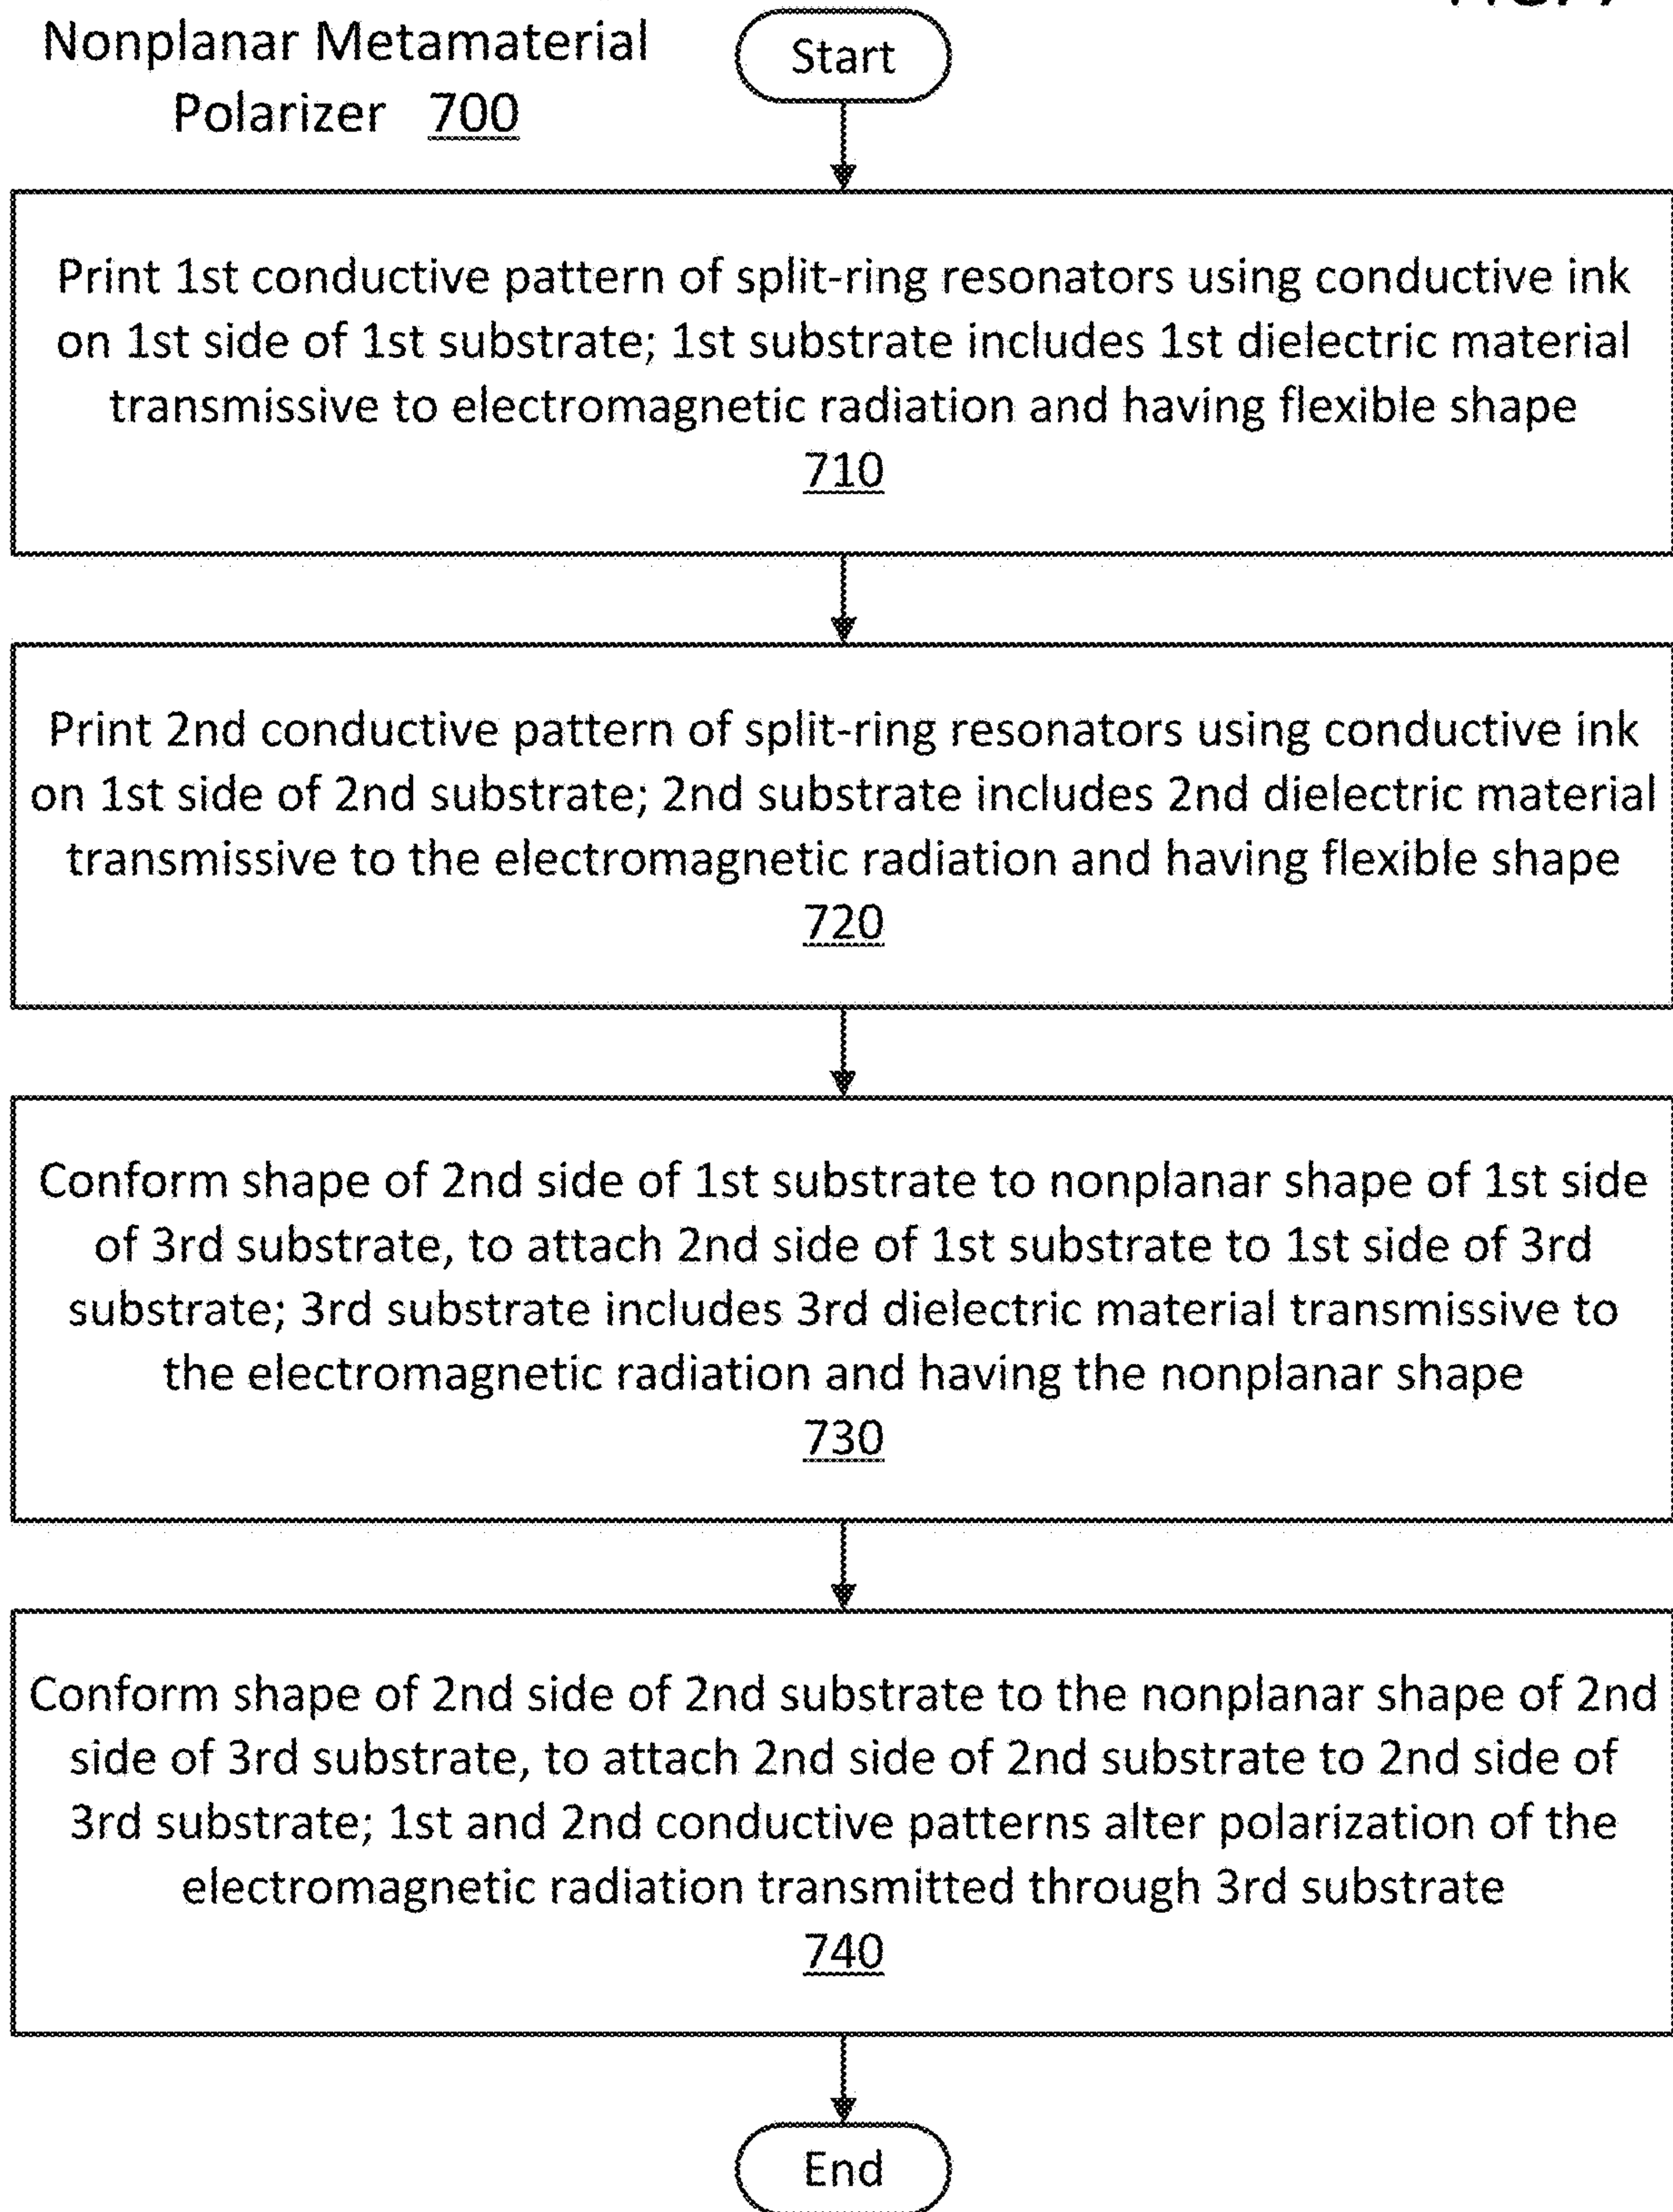 Nonplanar Metamaterial
Polarizer 700
Start
Print 1st conductive pattern of split-ring resonators using conductive ink
on 1st side of 1st substrate; 1st substrate includes 1st dielectric material
transmissive to electromagnetic radiation and having flexible shape
710
Print 2nd conductive pattern of split-ring resonators using conductive ink
on 1st side of 2nd substrate; 2nd substrate includes 2nd dielectric material
transmissive to the electromagnetic radiation and having flexible shape
720
Conform shape of 2nd side of 1st substrate to nonplanar shape of 1st side
of 3rd substrate, to attach 2nd side of 1st substrate to 1st side of 3rd
substrate; 3rd substrate includes 3rd dielectric material transmissive to
the electromagnetic radiation and having the nonplanar shape
730
Conform shape of 2nd side of 2nd substrate to the nonplanar shape of 2nd
side of 3rd substrate, to attach 2nd side of 2nd substrate to 2nd side of
3rd substrate; 1st and 2nd conductive patterns alter polarization of the
electromagnetic radiation transmitted through 3rd substrate
740
End